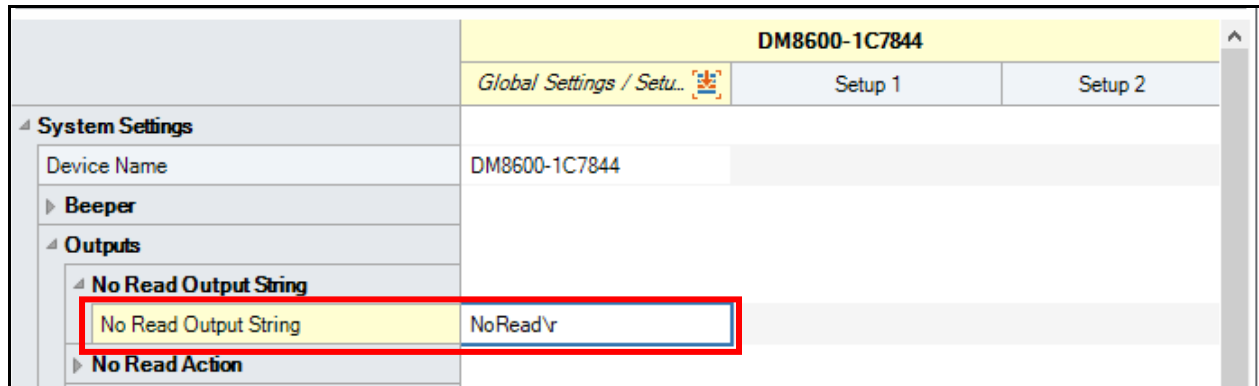 DM8600-1C7844
Global Settings / Setu... Setup 1 Setup 2
System Settings
Device Name DM8600-1C7844
Beeper
Outputs
No Read Output String
No Read Output String NoRead\r
No Read Action